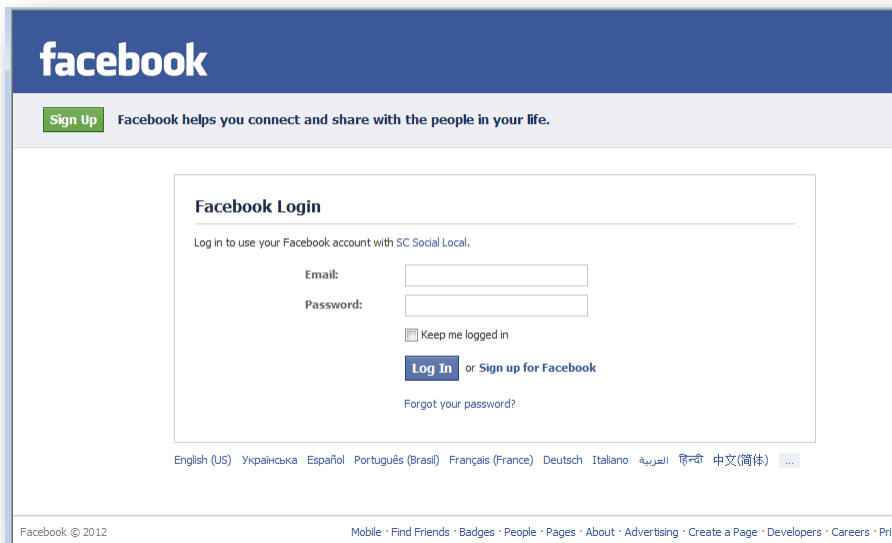 facebook
Sign Up Facebook helps you connect and share with the people in your life.
Facebook Login
Log in to use your Facebook account with SC Social Local.
Email:
Password:
Keep me logged in
Log In or Sign up for Facebook
Forgot your password?
English (US) Українська Español Português (Brasil) Français (France) Deutsch Italiano العربية हिन्दी 中文(简体) ...
Facebook © 2012 Mobile · Find Friends · Badges · People · Pages · About · Advertising · Create a Page · Developers · Careers · Pri